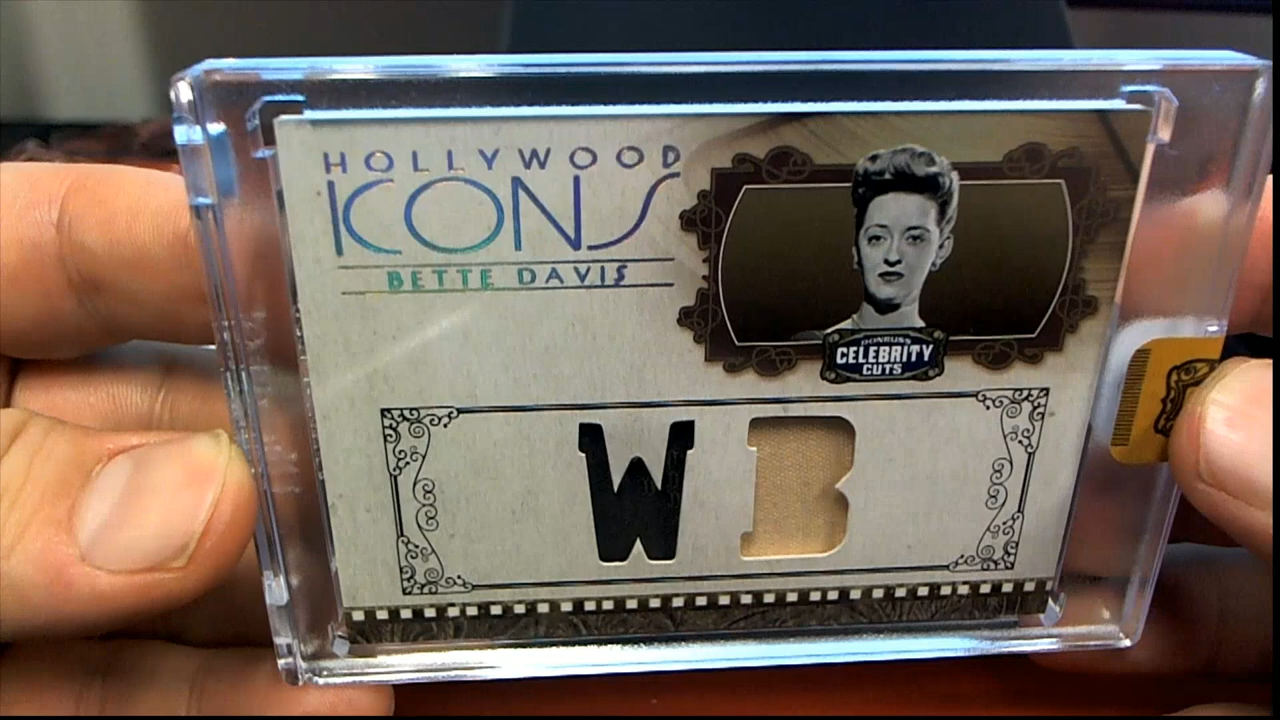 HOLLYWOOD
ICONS
BETTE DAVIS
DONRUSS
CELEBRITY
CUTS
W B